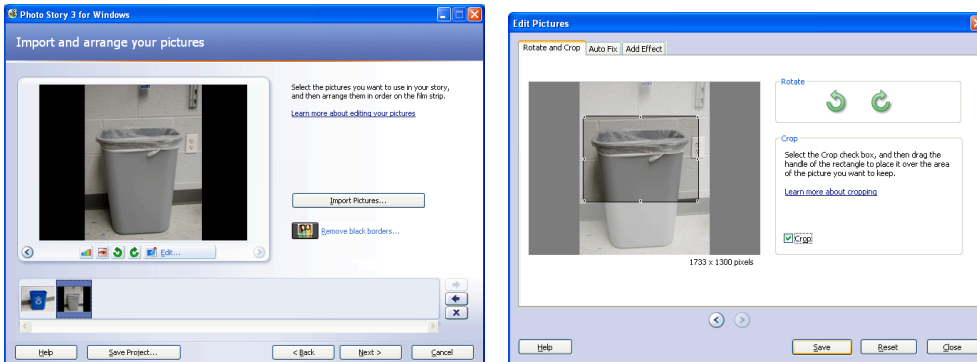 Photo Story 3 for Windows
Import and arrange your pictures
Select the pictures you want to use in your story,
and then arrange them in order on the film strip.
Learn more about editing your pictures
Import Pictures...
Remove black borders...
Edit...
Help
Save Project...
< Back
Next >
Cancel
Edit Pictures
Rotate and Crop
Auto Fix
Add Effect
Rotate
Crop
Select the Crop check box, and then drag the
handle of the rectangle to place it over the area
of the picture you want to keep.
Learn more about cropping
Crop
1733 x 1300 pixels
Help
Save
Reset
Close